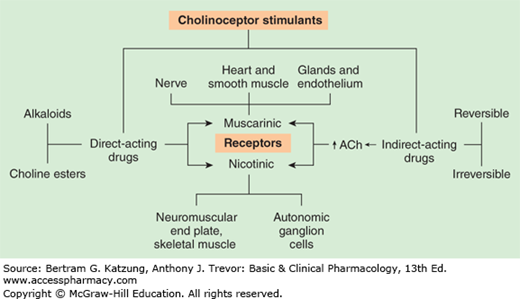 Cholinoceptor stimulants
Nerve
Heart and
smooth muscle
Glands and
endothelium
Alkaloids
Reversible
Muscarinic
Direct-acting
drugs
Receptors
↑ ACh
Indirect-acting
drugs
Nicotinic
Choline esters
Irreversible
Neuromuscular
end plate,
skeletal muscle
Autonomic
ganglion
cells
Source: Bertram G. Katzung, Anthony J. Trevor: Basic & Clinical Pharmacology, 13th Ed.
www.accesspharmacy.com
Copyright © McGraw-Hill Education. All rights reserved.